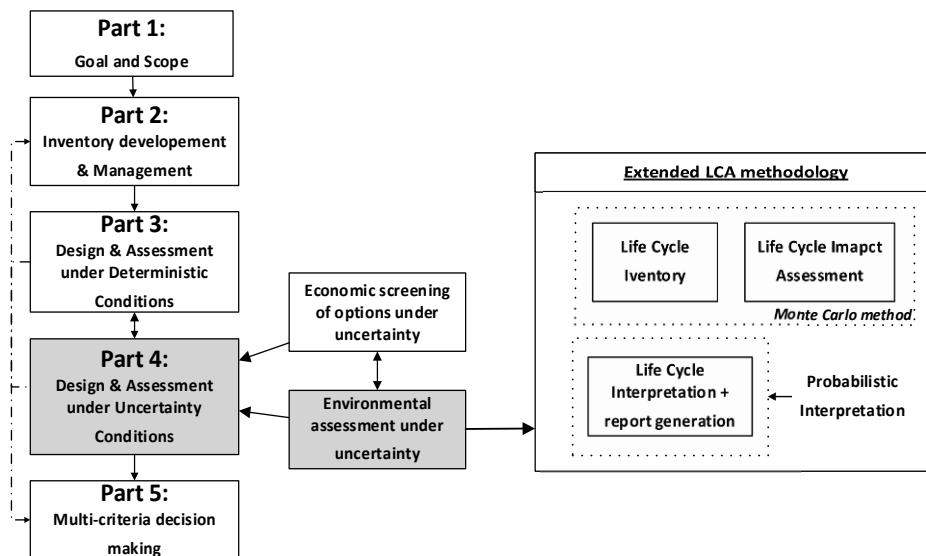 Part 1:
Goal and Scope
Part 2:
Inventory developement
& Management
Part 3:
Design & Assessment
under Deterministic
Conditions
Part 4:
Design & Assessment
under Uncertainty
Conditions
Part 5:
Multi-criteria decision
making
Economic screening
of options under
uncertainty
Environmental
assessment under
uncertainty
Extended LCA methodology
Life Cycle
Iventory
Life Cycle Imapct
Assessment
Monte Carlo method
Life Cycle
Interpretation +
report generation
Probabilistic
Interpretation